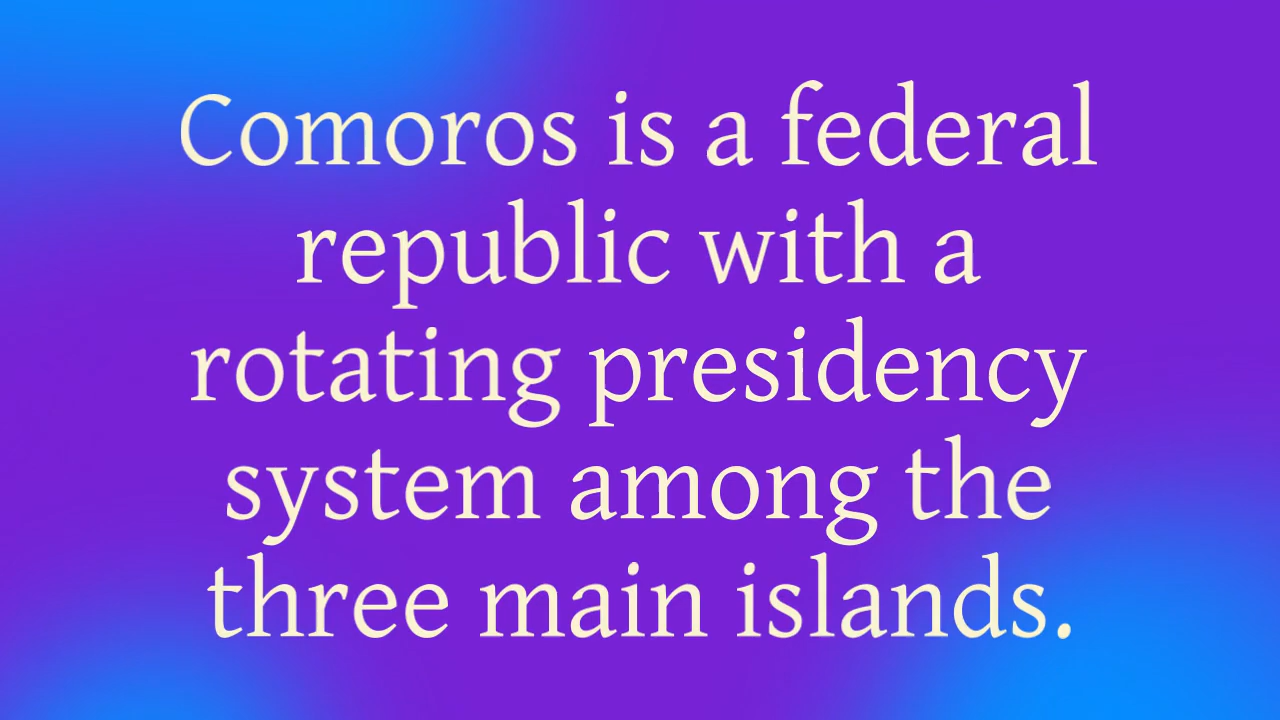 Comoros is a federal
republic with a
rotating presidency
system among the
three main islands.